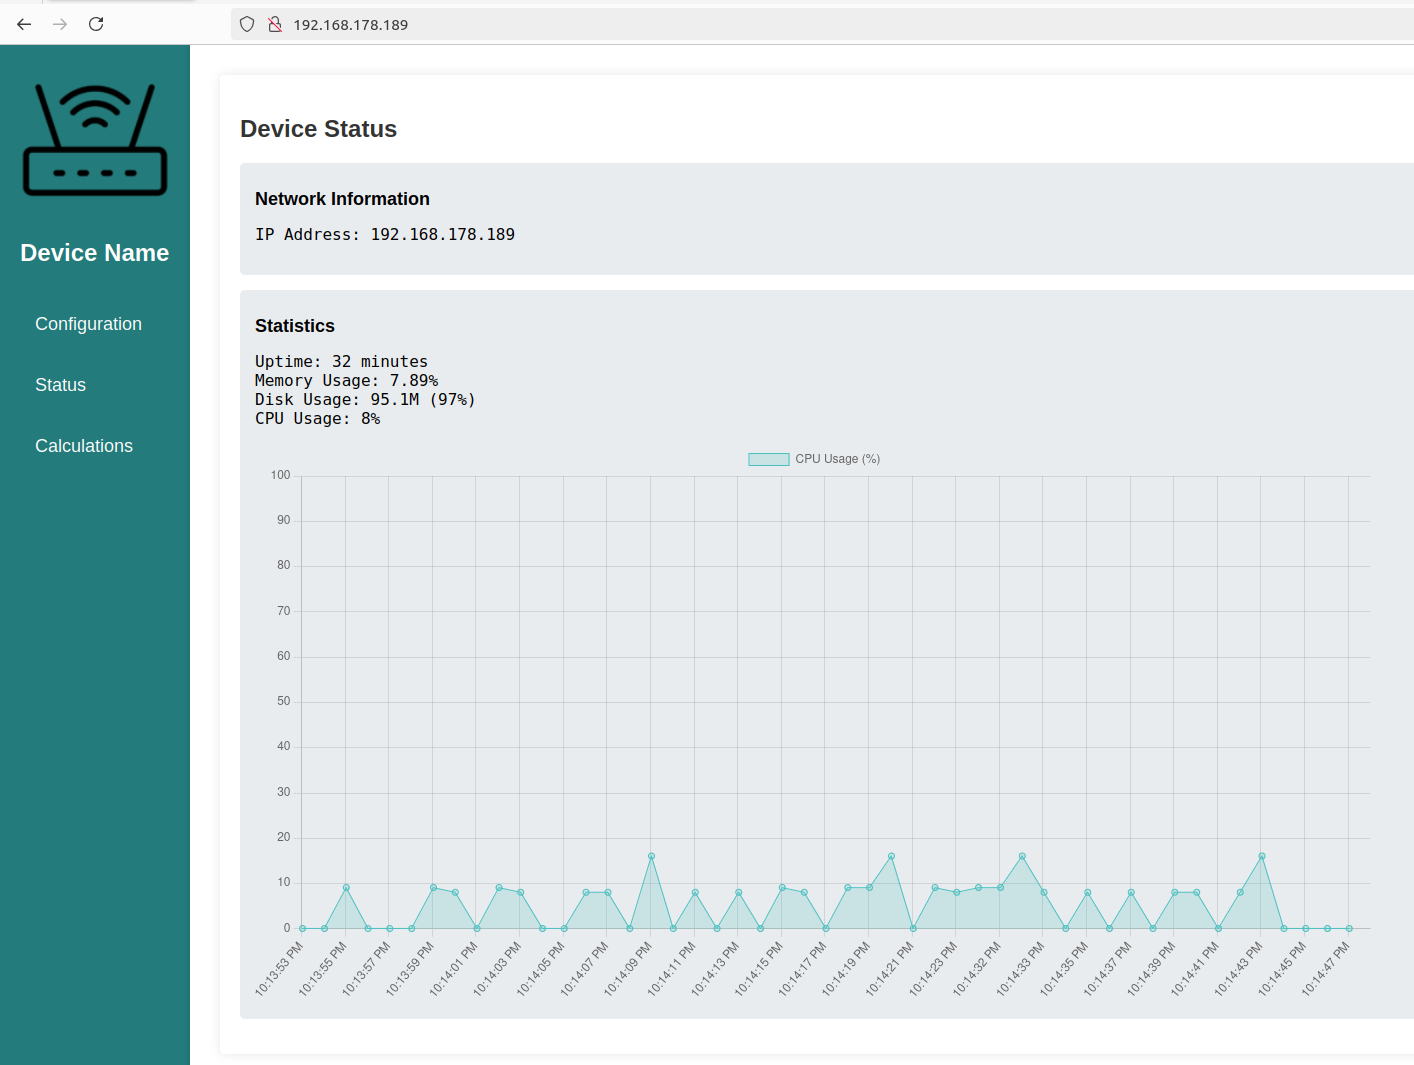 192.168.178.189
Device Name
Configuration
Status
Calculations
Device Status
Network Information
IP Address: 192.168.178.189
Statistics
Uptime: 32 minutes
Memory Usage: 7.89%
Disk Usage: 95.1M (97%)
CPU Usage: 8%
CPU Usage (%)
100
90
80
70
60
50
40
30
20
10
0
10:13:53 PM
10:13:55 PM
10:13:57 PM
10:13:59 PM
10:14:01 PM
10:14:03 PM
10:14:05 PM
10:14:07 PM
10:14:09 PM
10:14:11 PM
10:14:13 PM
10:14:15 PM
10:14:17 PM
10:14:19 PM
10:14:21 PM
10:14:23 PM
10:14:32 PM
10:14:33 PM
10:14:35 PM
10:14:37 PM
10:14:39 PM
10:14:41 PM
10:14:43 PM
10:14:45 PM
10:14:47 PM